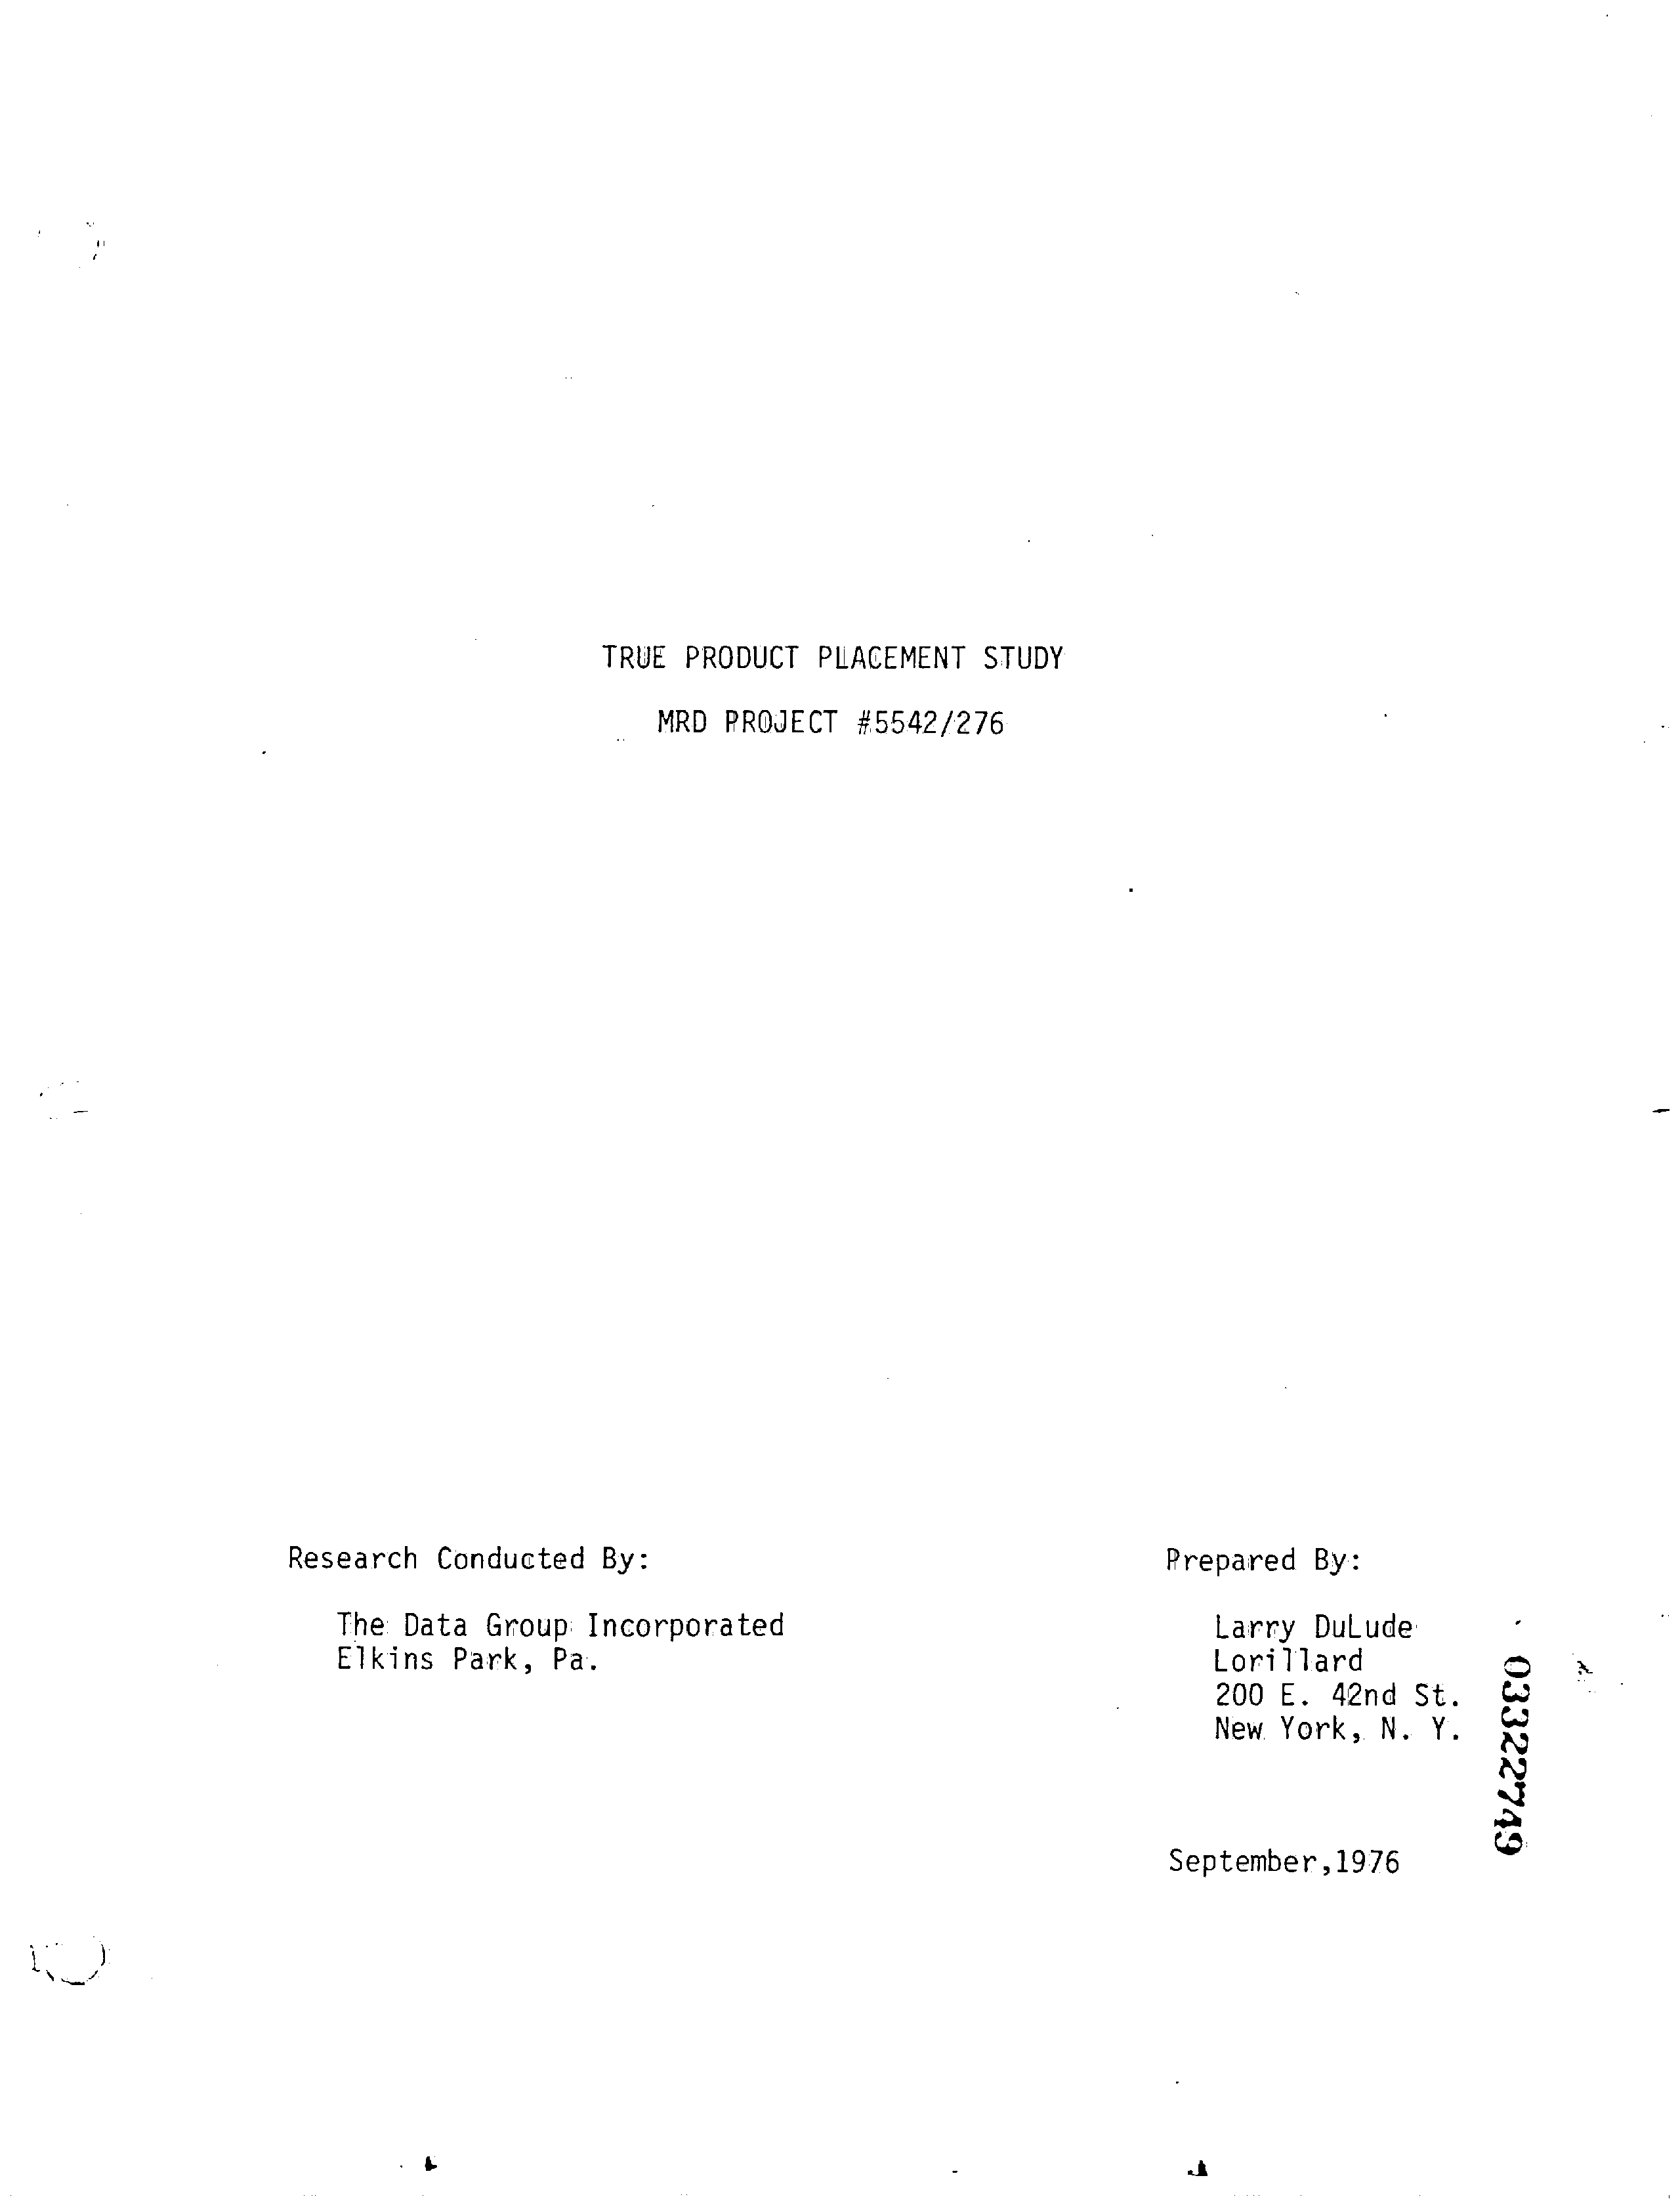 TRUE PRODUCT PLACEMENT STUDY
MRD PROJECT #5542/276
Research Conducted By:
The Data Group Incorporated
Elkins Park, Pa.
Prepared By:
Larry DuLude
Lorillard
200 E. 42nd St.
New York, N. Y.
September,1976
03322749